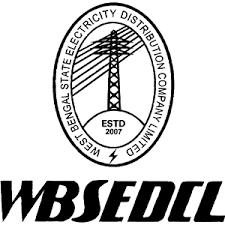 WEST BENGAL STATE ELECTRICITY DISTRIBUTION COMPANY LIMITED
ESTD
2007
WBSEDCL